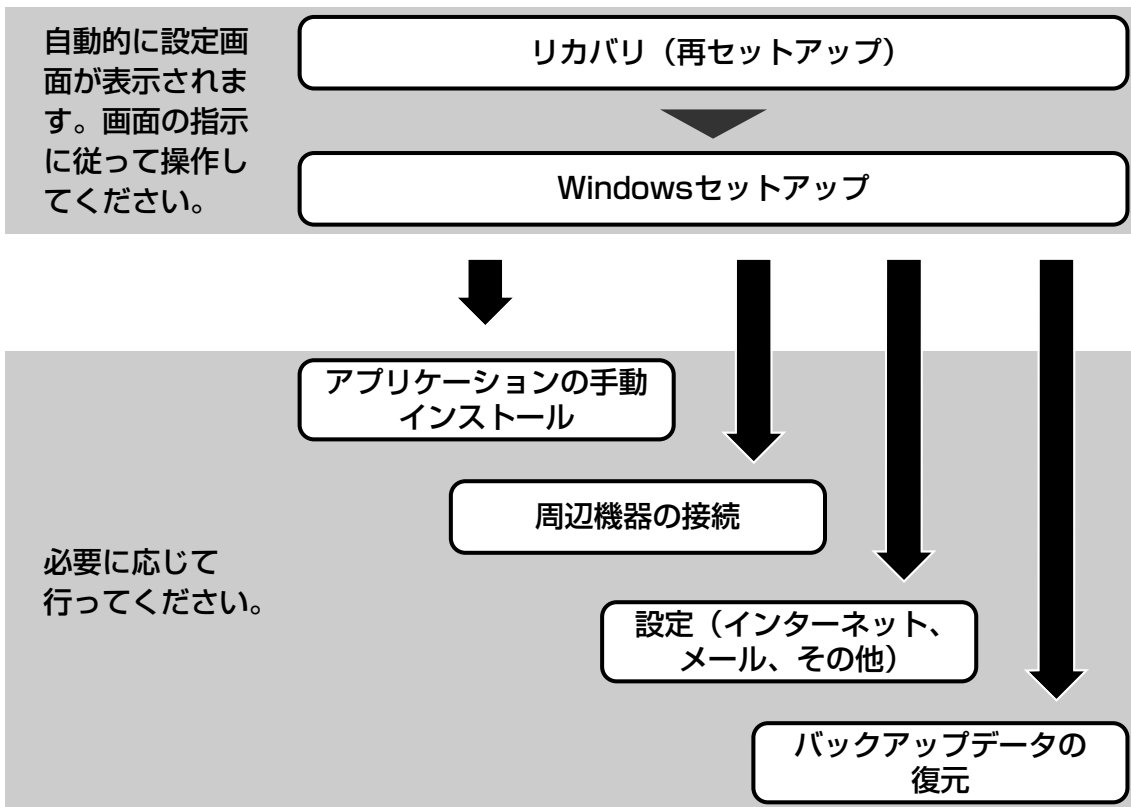 自動的に設定画
面が表示されま
す。画面の指示
に従って操作し
てください。
リカバリ（再セットアップ）
Windowsセットアップ
必要に応じて
行ってください。
アプリケーションの手動
インストール
周辺機器の接続
設定（インターネット、
メール、その他）
バックアップデータの
復元